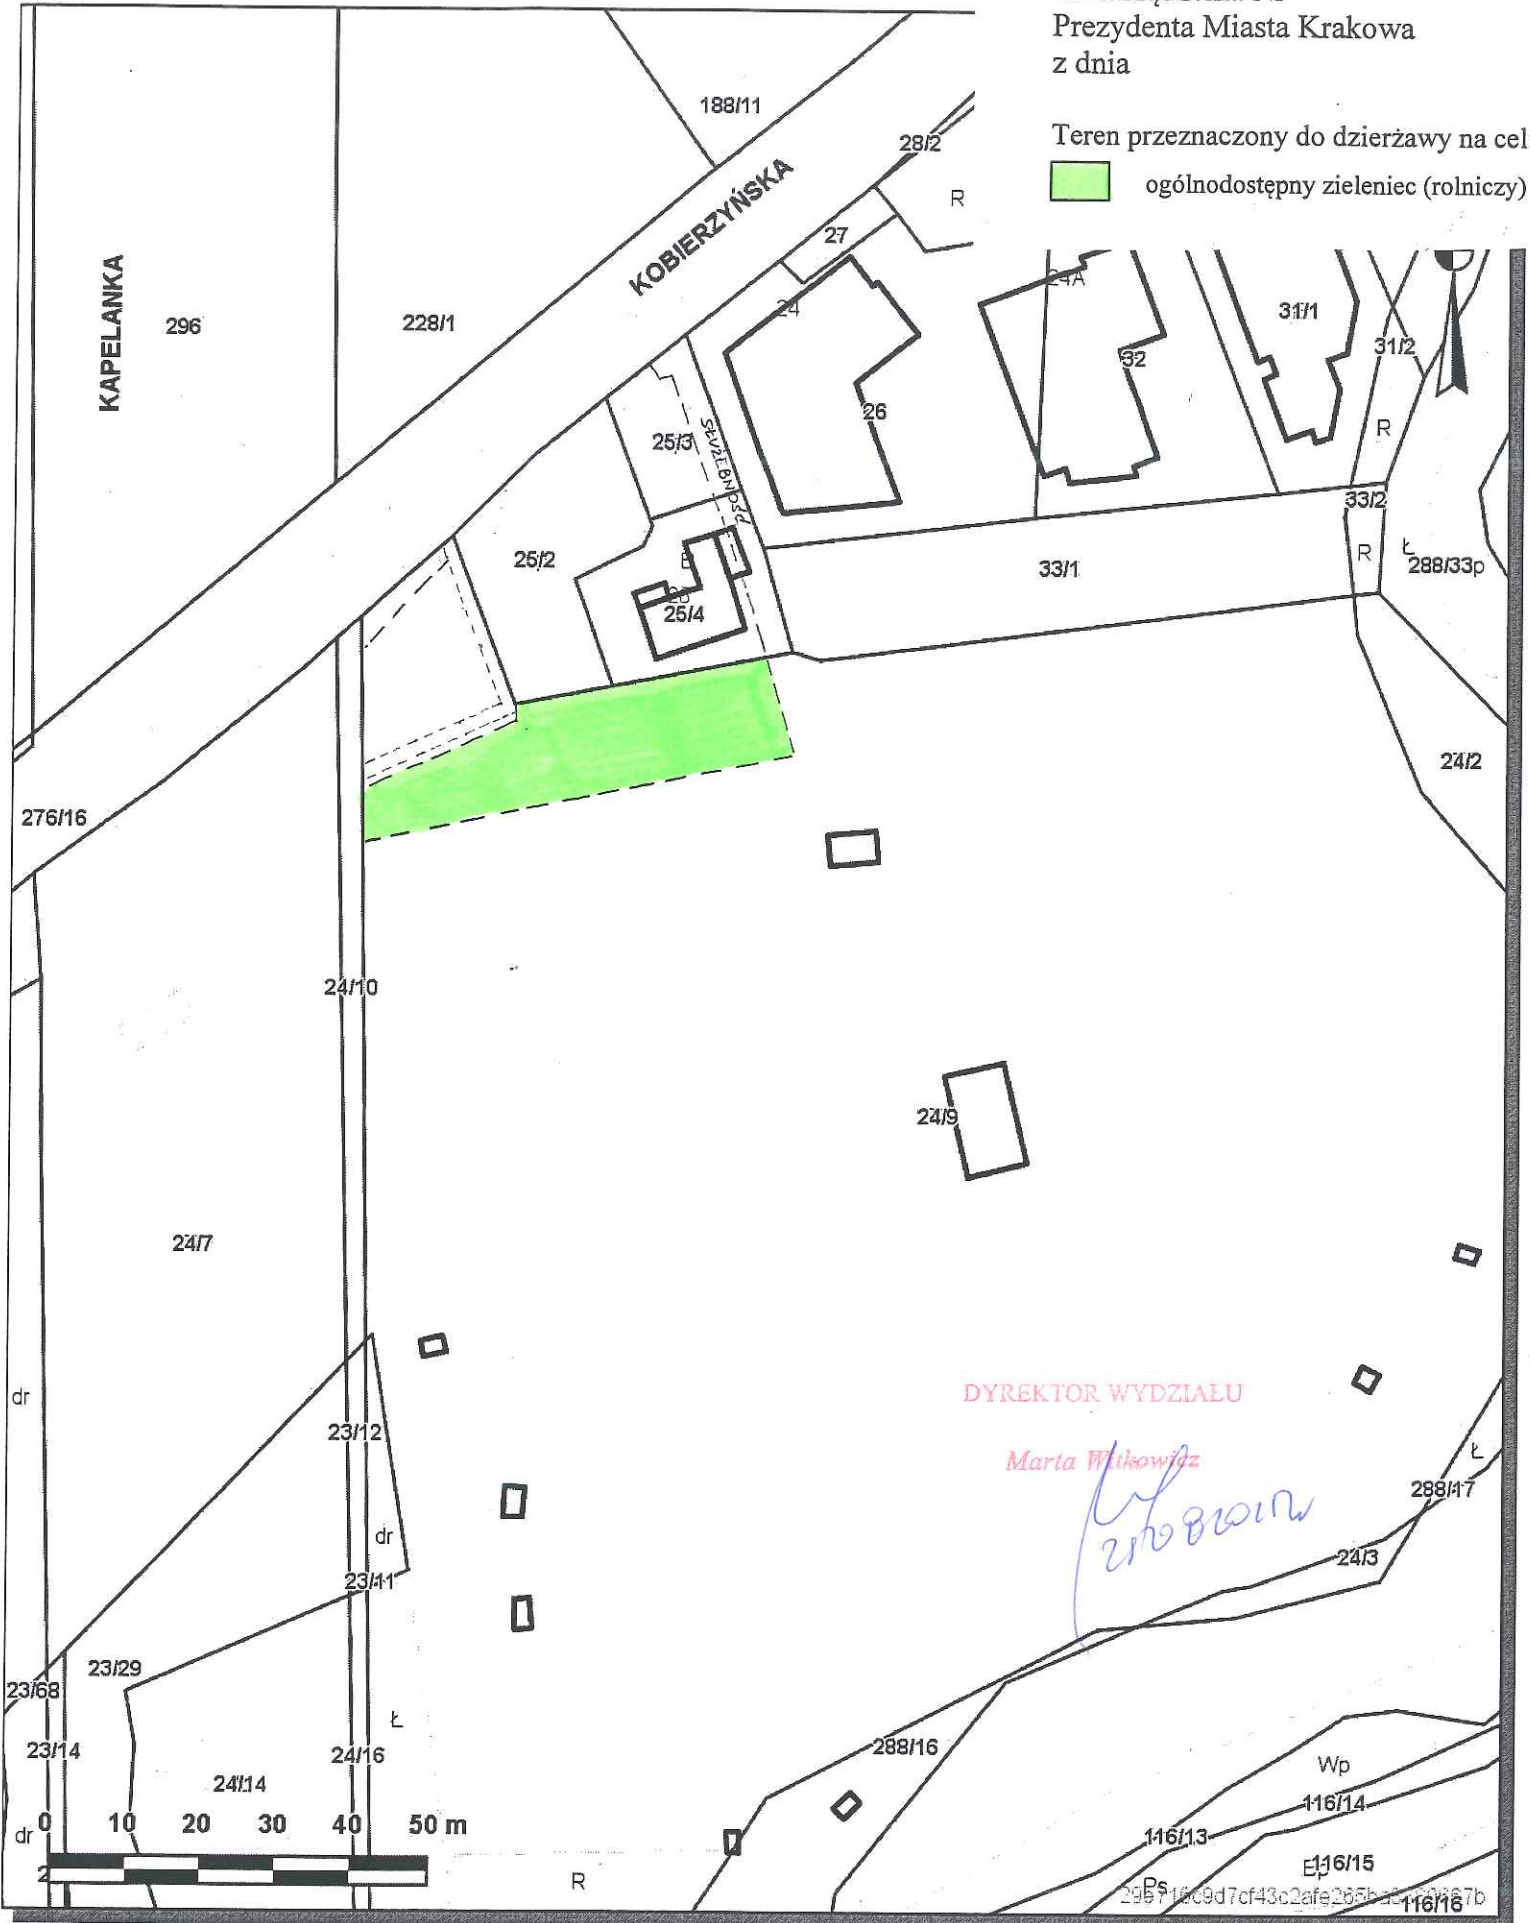 Prezydenta Miasta Krakowa
z dnia
Teren przeznaczony do dzierżawy na cel
ogólnodostępny zieleniec (rolniczy)
188/11
28/2
R
KOBIERZYŃSKA
27
KAPELANKA
296
228/1
24
24A
31/1
31/2
32
26
R
25/3
SŁUŻEBNOŚĆ
33/2
25/2
33/1
R
Ł
288/33p
25/4
24/2
276/16
24/10
24/9
24/7
dr
DYREKTOR WYDZIAŁU
Marta Witkowicz
23/12
Ł
288/17
dr
24/3
23/11
23/29
23/68
Ł
23/14
24/16
288/16
24/14
Wp
116/14
0 10 20 30 40 50 m
dr
116/13
116/15
R
Ps
116/16